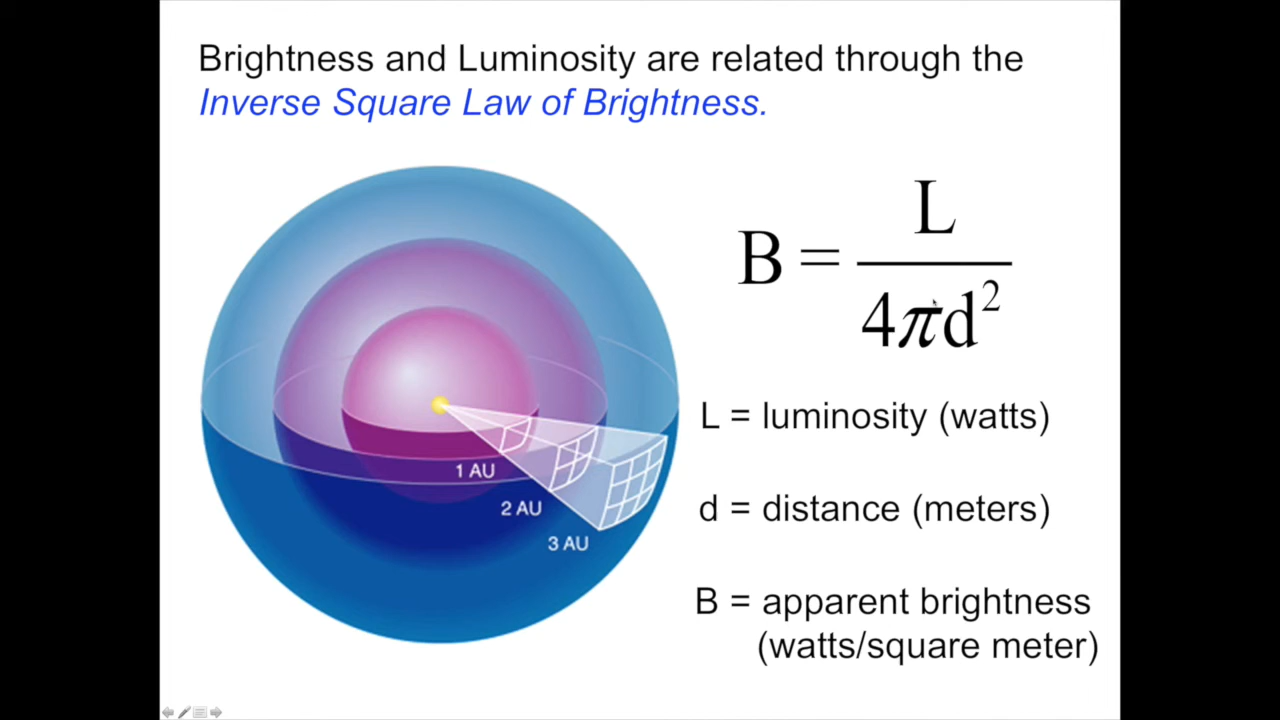 Brightness and Luminosity are related through the
Inverse Square Law of Brightness.
B = L / 4πd²
1 AU
2 AU
3 AU
L = luminosity (watts)
d = distance (meters)
B = apparent brightness
(watts/square meter)